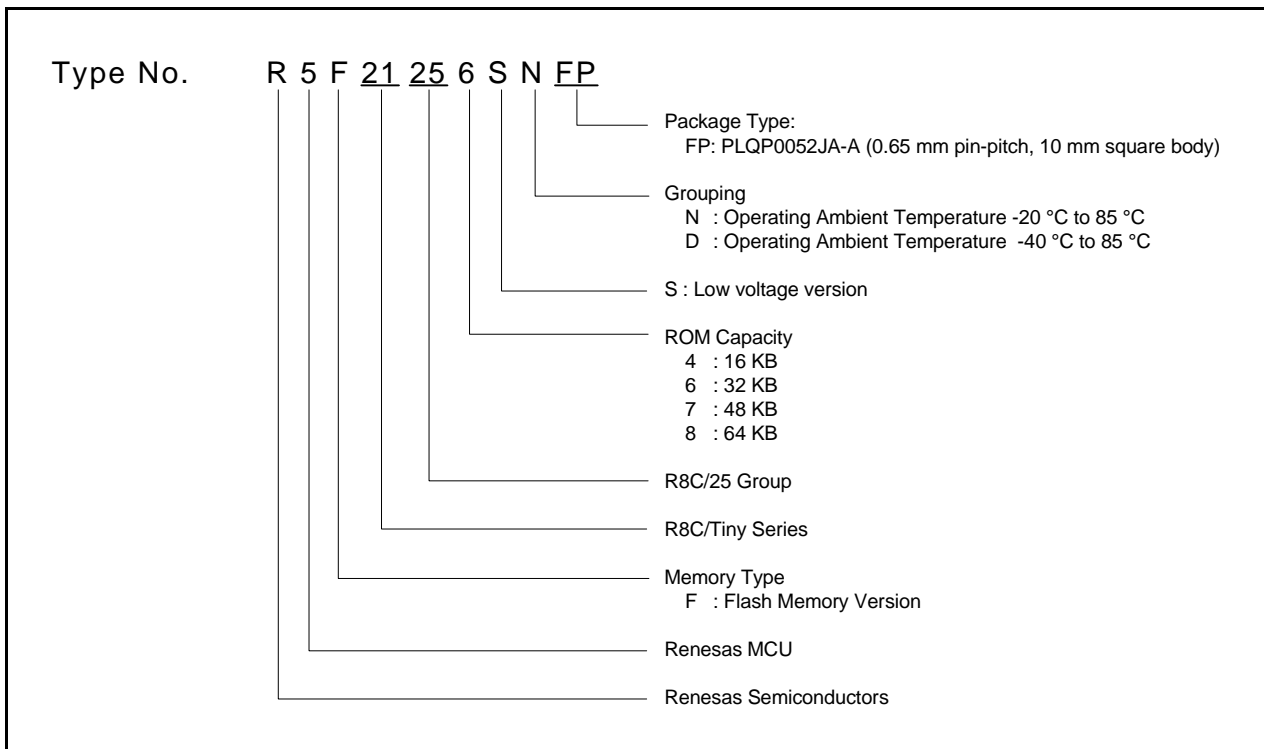 Type No. R 5 F 21 25 6 S N FP
Package Type:
FP: PLQP0052JA-A (0.65 mm pin-pitch, 10 mm square body)
Grouping
N : Operating Ambient Temperature -20 °C to 85 °C
D : Operating Ambient Temperature -40 °C to 85 °C
S : Low voltage version
ROM Capacity
4 : 16 KB
6 : 32 KB
7 : 48 KB
8 : 64 KB
R8C/25 Group
R8C/Tiny Series
Memory Type
F : Flash Memory Version
Renesas MCU
Renesas Semiconductors